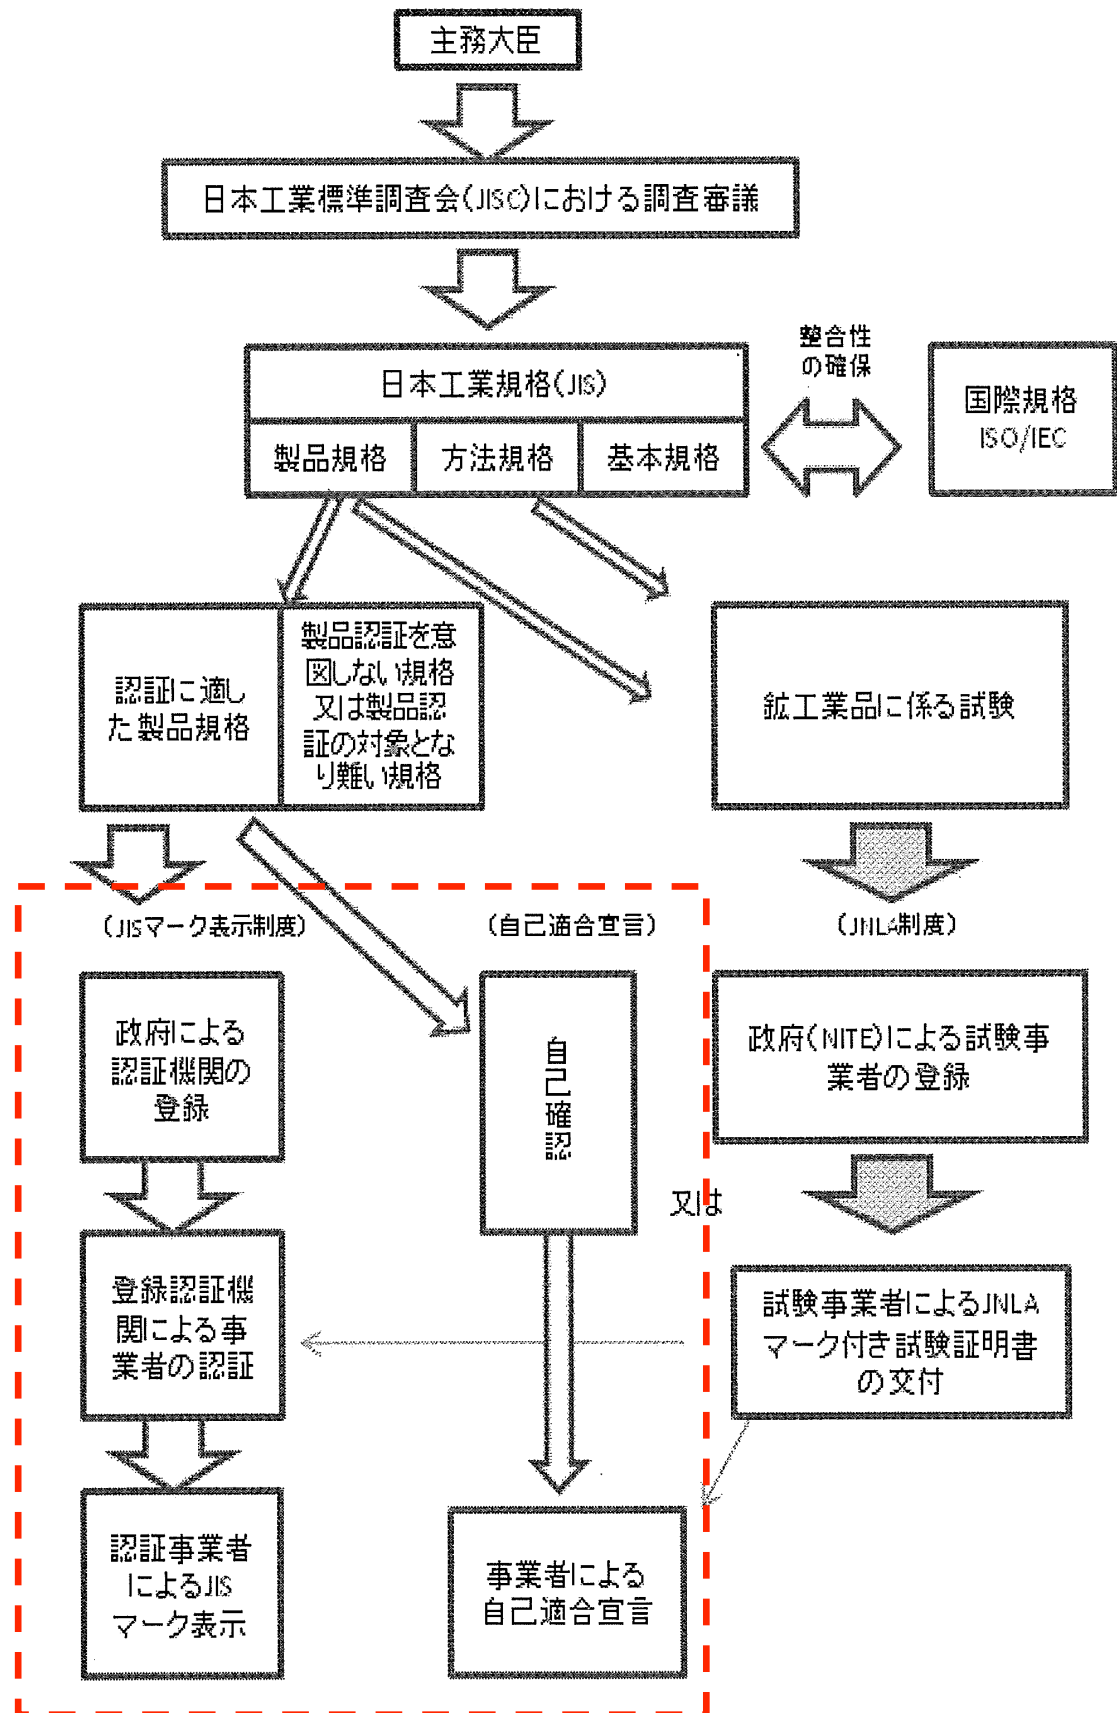 主務大臣
日本工業標準調査会(JISC)における調査審議
整合性
の確保
日本工業規格(JIS)
国際規格
ISO/IEC
製品規格
方法規格
基本規格
認証に適し
た製品規格
製品認証を意
図しない規格
又は製品認
証の対象とな
り難い規格
鉱工業品に係る試験
(JISマーク表示制度)
(自己適合宣言)
(JNLA制度)
政府による
認証機関の
登録
自己確認
政府(NITE)による試験事
業者の登録
又は
登録認証機
関による事
業者の認証
試験事業者によるJNLA
マーク付き試験証明書
の交付
認証事業者
によるJIS
マーク表示
事業者による
自己適合宣言